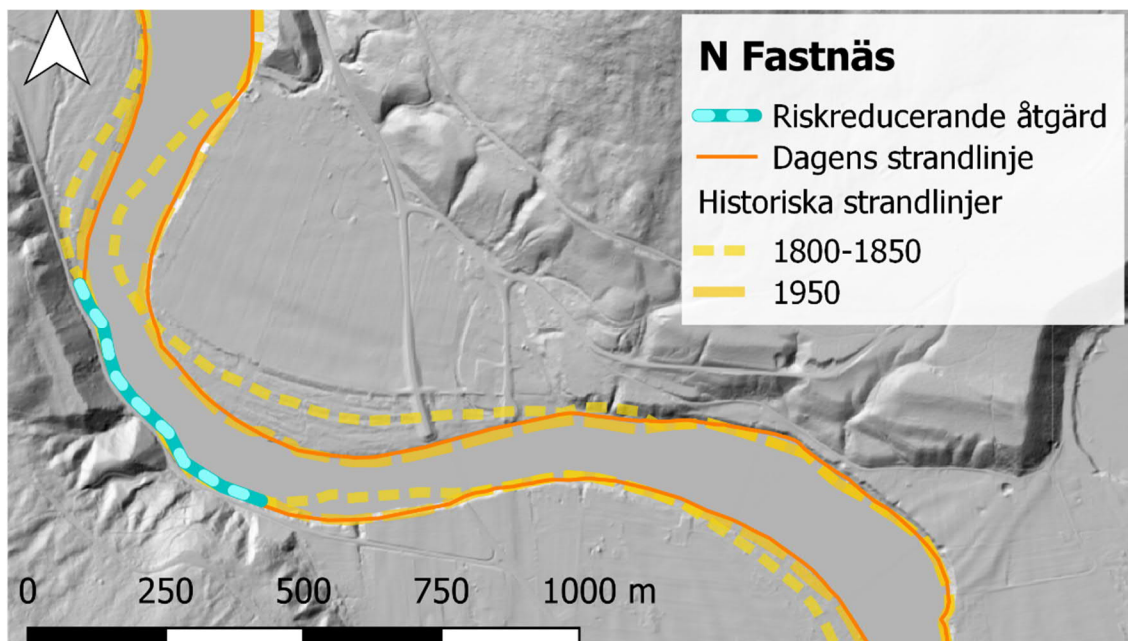 N Fastnäs
Riskreducerande åtgärd
Dagens strandlinje
Historiska strandlinjer
1800-1850
1950
0 250 500 750 1000 m